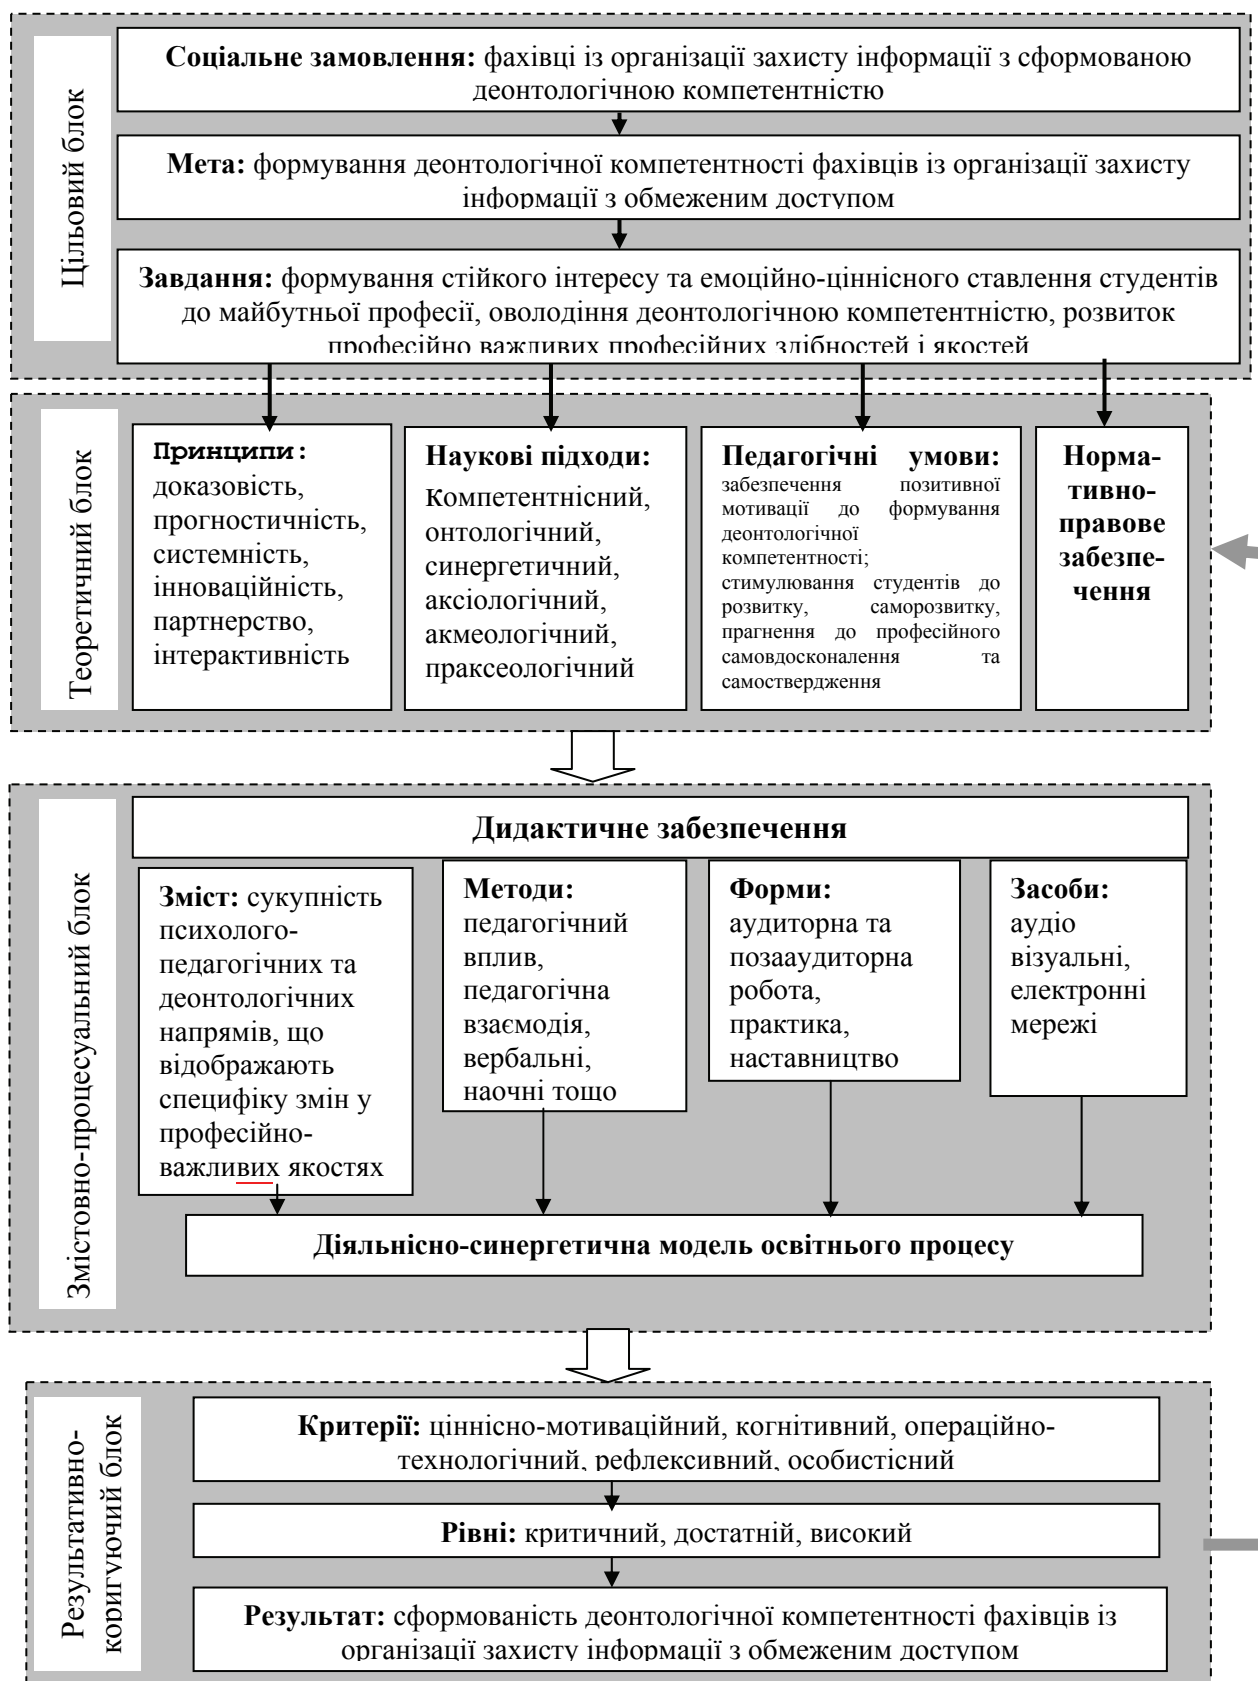 Цільовий блок
Соціальне замовлення: фахівці із організації захисту інформації з сформованою
деонтологічною компетентністю
Мета: формування деонтологічної компетентності фахівців із організації захисту
інформації з обмеженим доступом
Завдання: формування стійкого інтересу та емоційно-ціннісного ставлення студентів
до майбутньої професії, оволодіння деонтологічною компетентністю, розвиток
професійно важливих професійних здібностей і якостей
Теоретичний блок
Принципи:
доказовість,
прогностичність,
системність,
інноваційність,
партнерство,
інтерактивність
Наукові підходи:
компетентнісний,
онтологічний,
синергетичний,
аксіологічний,
акмеологічний,
праксеологічний
Педагогічні умови:
забезпечення позитивної
мотивації до формування
деонтологічної
компетентності;
стимулювання студентів до
розвитку, саморозвитку,
прагнення до професійного
самовдосконалення та
самоствердження
Норма-
тивно-
правове
забезпе-
чення
Змістовно-процесуальний блок
Дидактичне забезпечення
Зміст: сукупність
психолого-
педагогічних та
деонтологічних
напрямів, що
відображають
специфіку змін у
професійно-
важливих якостях
Методи:
педагогічний
вплив,
педагогічна
взаємодія,
вербальні,
наочні тощо
Форми:
аудиторна та
позааудиторна
робота,
практика,
наставництво
Засоби:
аудіо
візуальні,
електронні
мережі
Діяльнісно-синергетична модель освітнього процесу
Результативно-
коригуючий блок
Критерії: ціннісно-мотиваційний, когнітивний, операційно-
технологічний, рефлексивний, особистісний
Рівні: критичний, достатній, високий
Результат: сформованість деонтологічної компетентності фахівців із
організації захисту інформації з обмеженим доступом